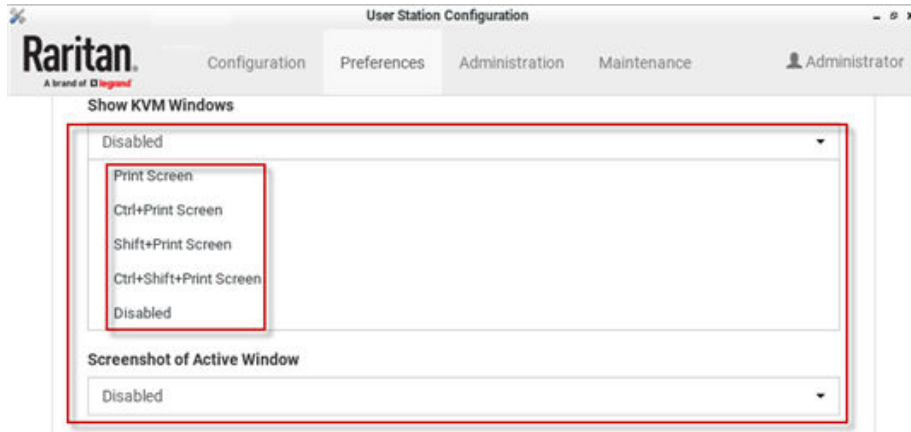 User Station Configuration
Raritan.
A brand of legrand
Configuration
Preferences
Administration
Maintenance
Administrator
Show KVM Windows
Disabled
Print Screen
Ctrl+Print Screen
Shift+Print Screen
Ctrl+Shift+Print Screen
Disabled
Screenshot of Active Window
Disabled